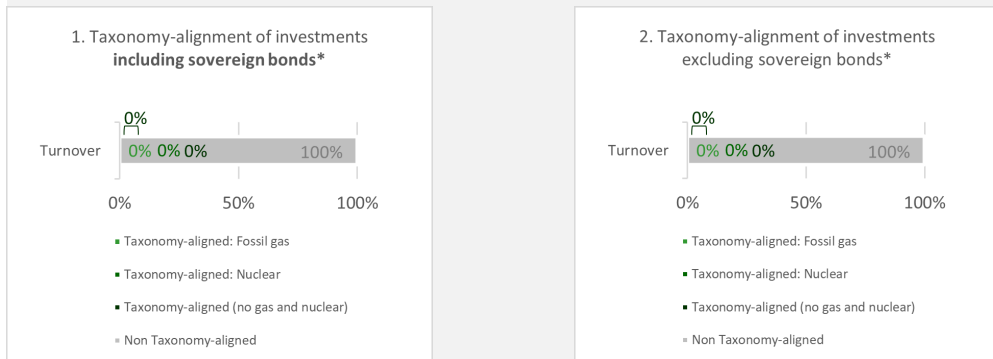 1. Taxonomy-alignment of investments
including sovereign bonds*
0%
Turnover
0% 0% 0% 100%
0% 50% 100%
Taxonomy-aligned: Fossil gas
Taxonomy-aligned: Nuclear
Taxonomy-aligned (no gas and nuclear)
Non Taxonomy-aligned
2. Taxonomy-alignment of investments
excluding sovereign bonds*
0%
Turnover
0% 0% 0% 100%
0% 50% 100%
Taxonomy-aligned: Fossil gas
Taxonomy-aligned: Nuclear
Taxonomy-aligned (no gas and nuclear)
Non Taxonomy-aligned